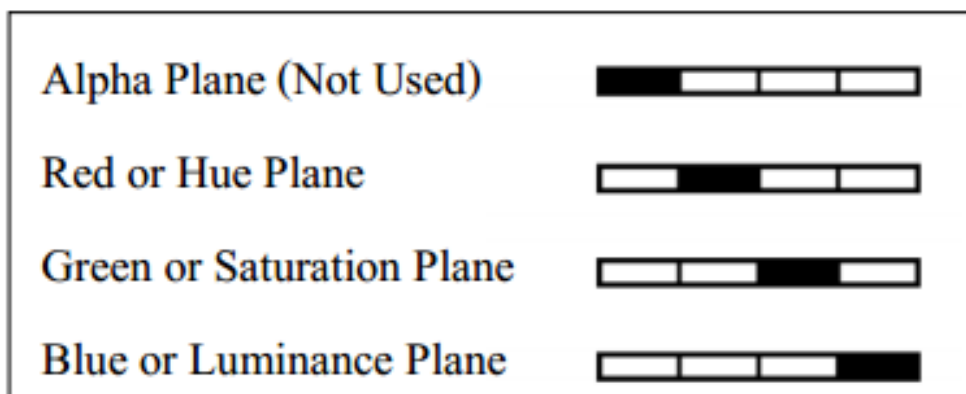 Alpha Plane (Not Used)
Red or Hue Plane
Green or Saturation Plane
Blue or Luminance Plane